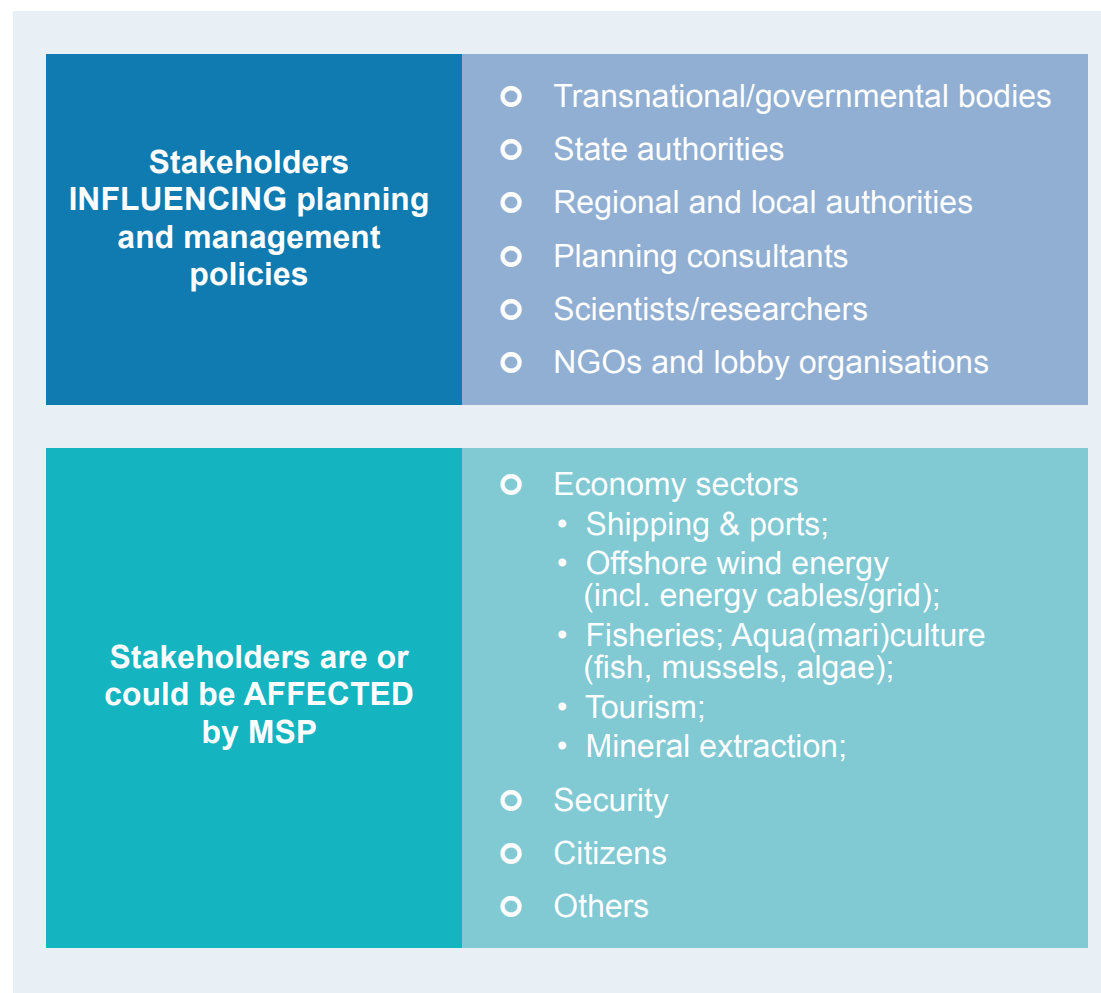 Stakeholders
INFLUENCING planning
and management
policies
Transnational/governmental bodies
State authorities
Regional and local authorities
Planning consultants
Scientists/researchers
NGOs and lobby organisations
Stakeholders are or
could be AFFECTED
by MSP
Economy sectors
• Shipping & ports;
• Offshore wind energy
(incl. energy cables/grid);
• Fisheries; Aqua(mari)culture
(fish, mussels, algae);
• Tourism;
• Mineral extraction;
Security
Citizens
Others